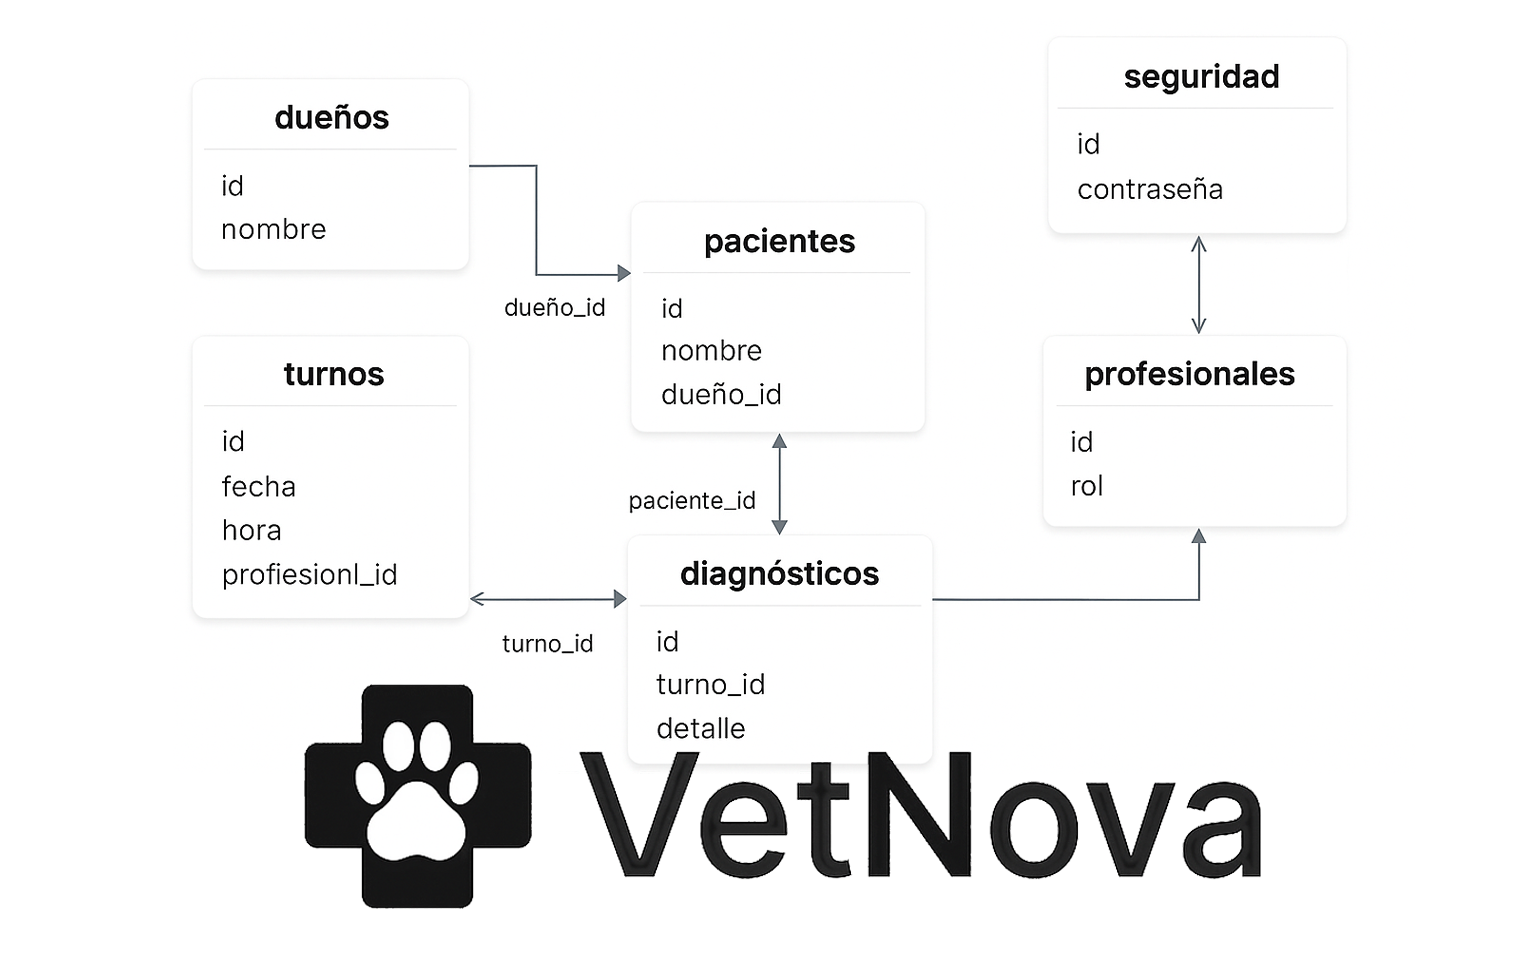 dueños
id
nombre
seguridad
id
contraseña
dueño_id
pacientes
id
nombre
dueño_id
turnos
id
fecha
hora
profiesionl_id
profesionales
id
rol
paciente_id
turno_id
diagnósticos
id
turno_id
detalle
VetNova